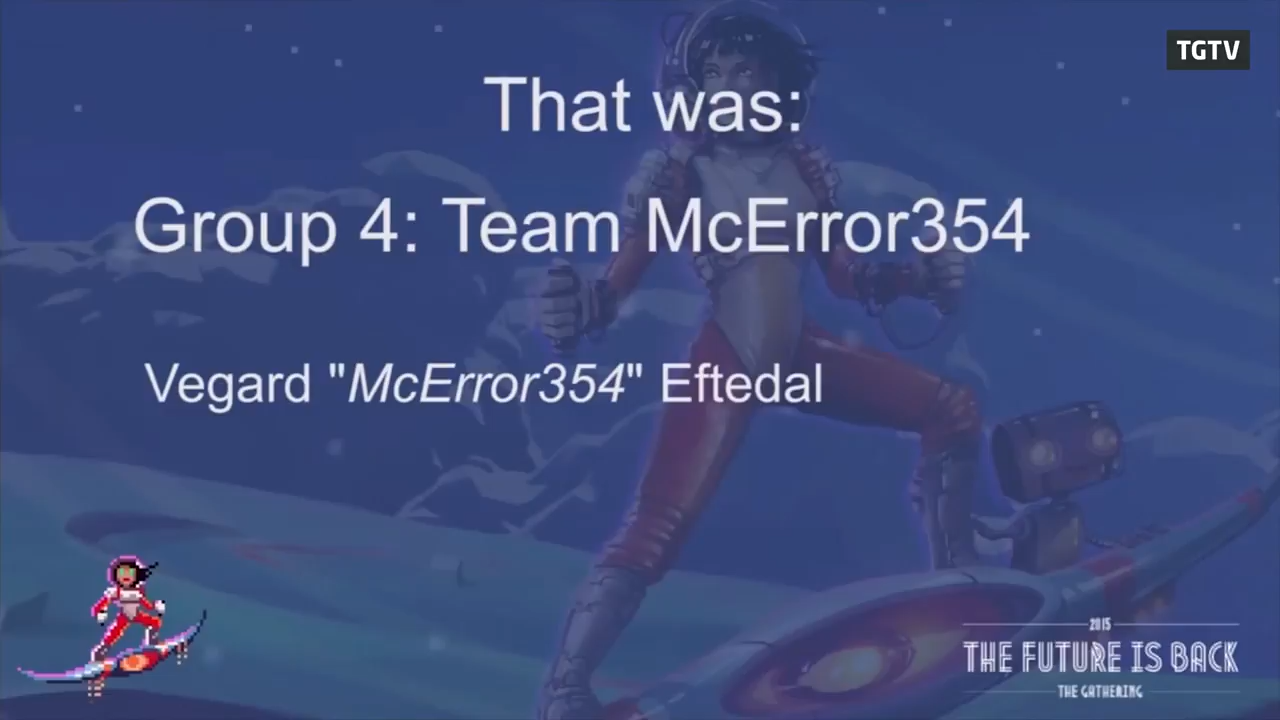 TGTV
That was:
Group 4: Team McError354
Vegard "McError354" Eftedal
2015
THE FUTURE IS BACK
THE GATHERING